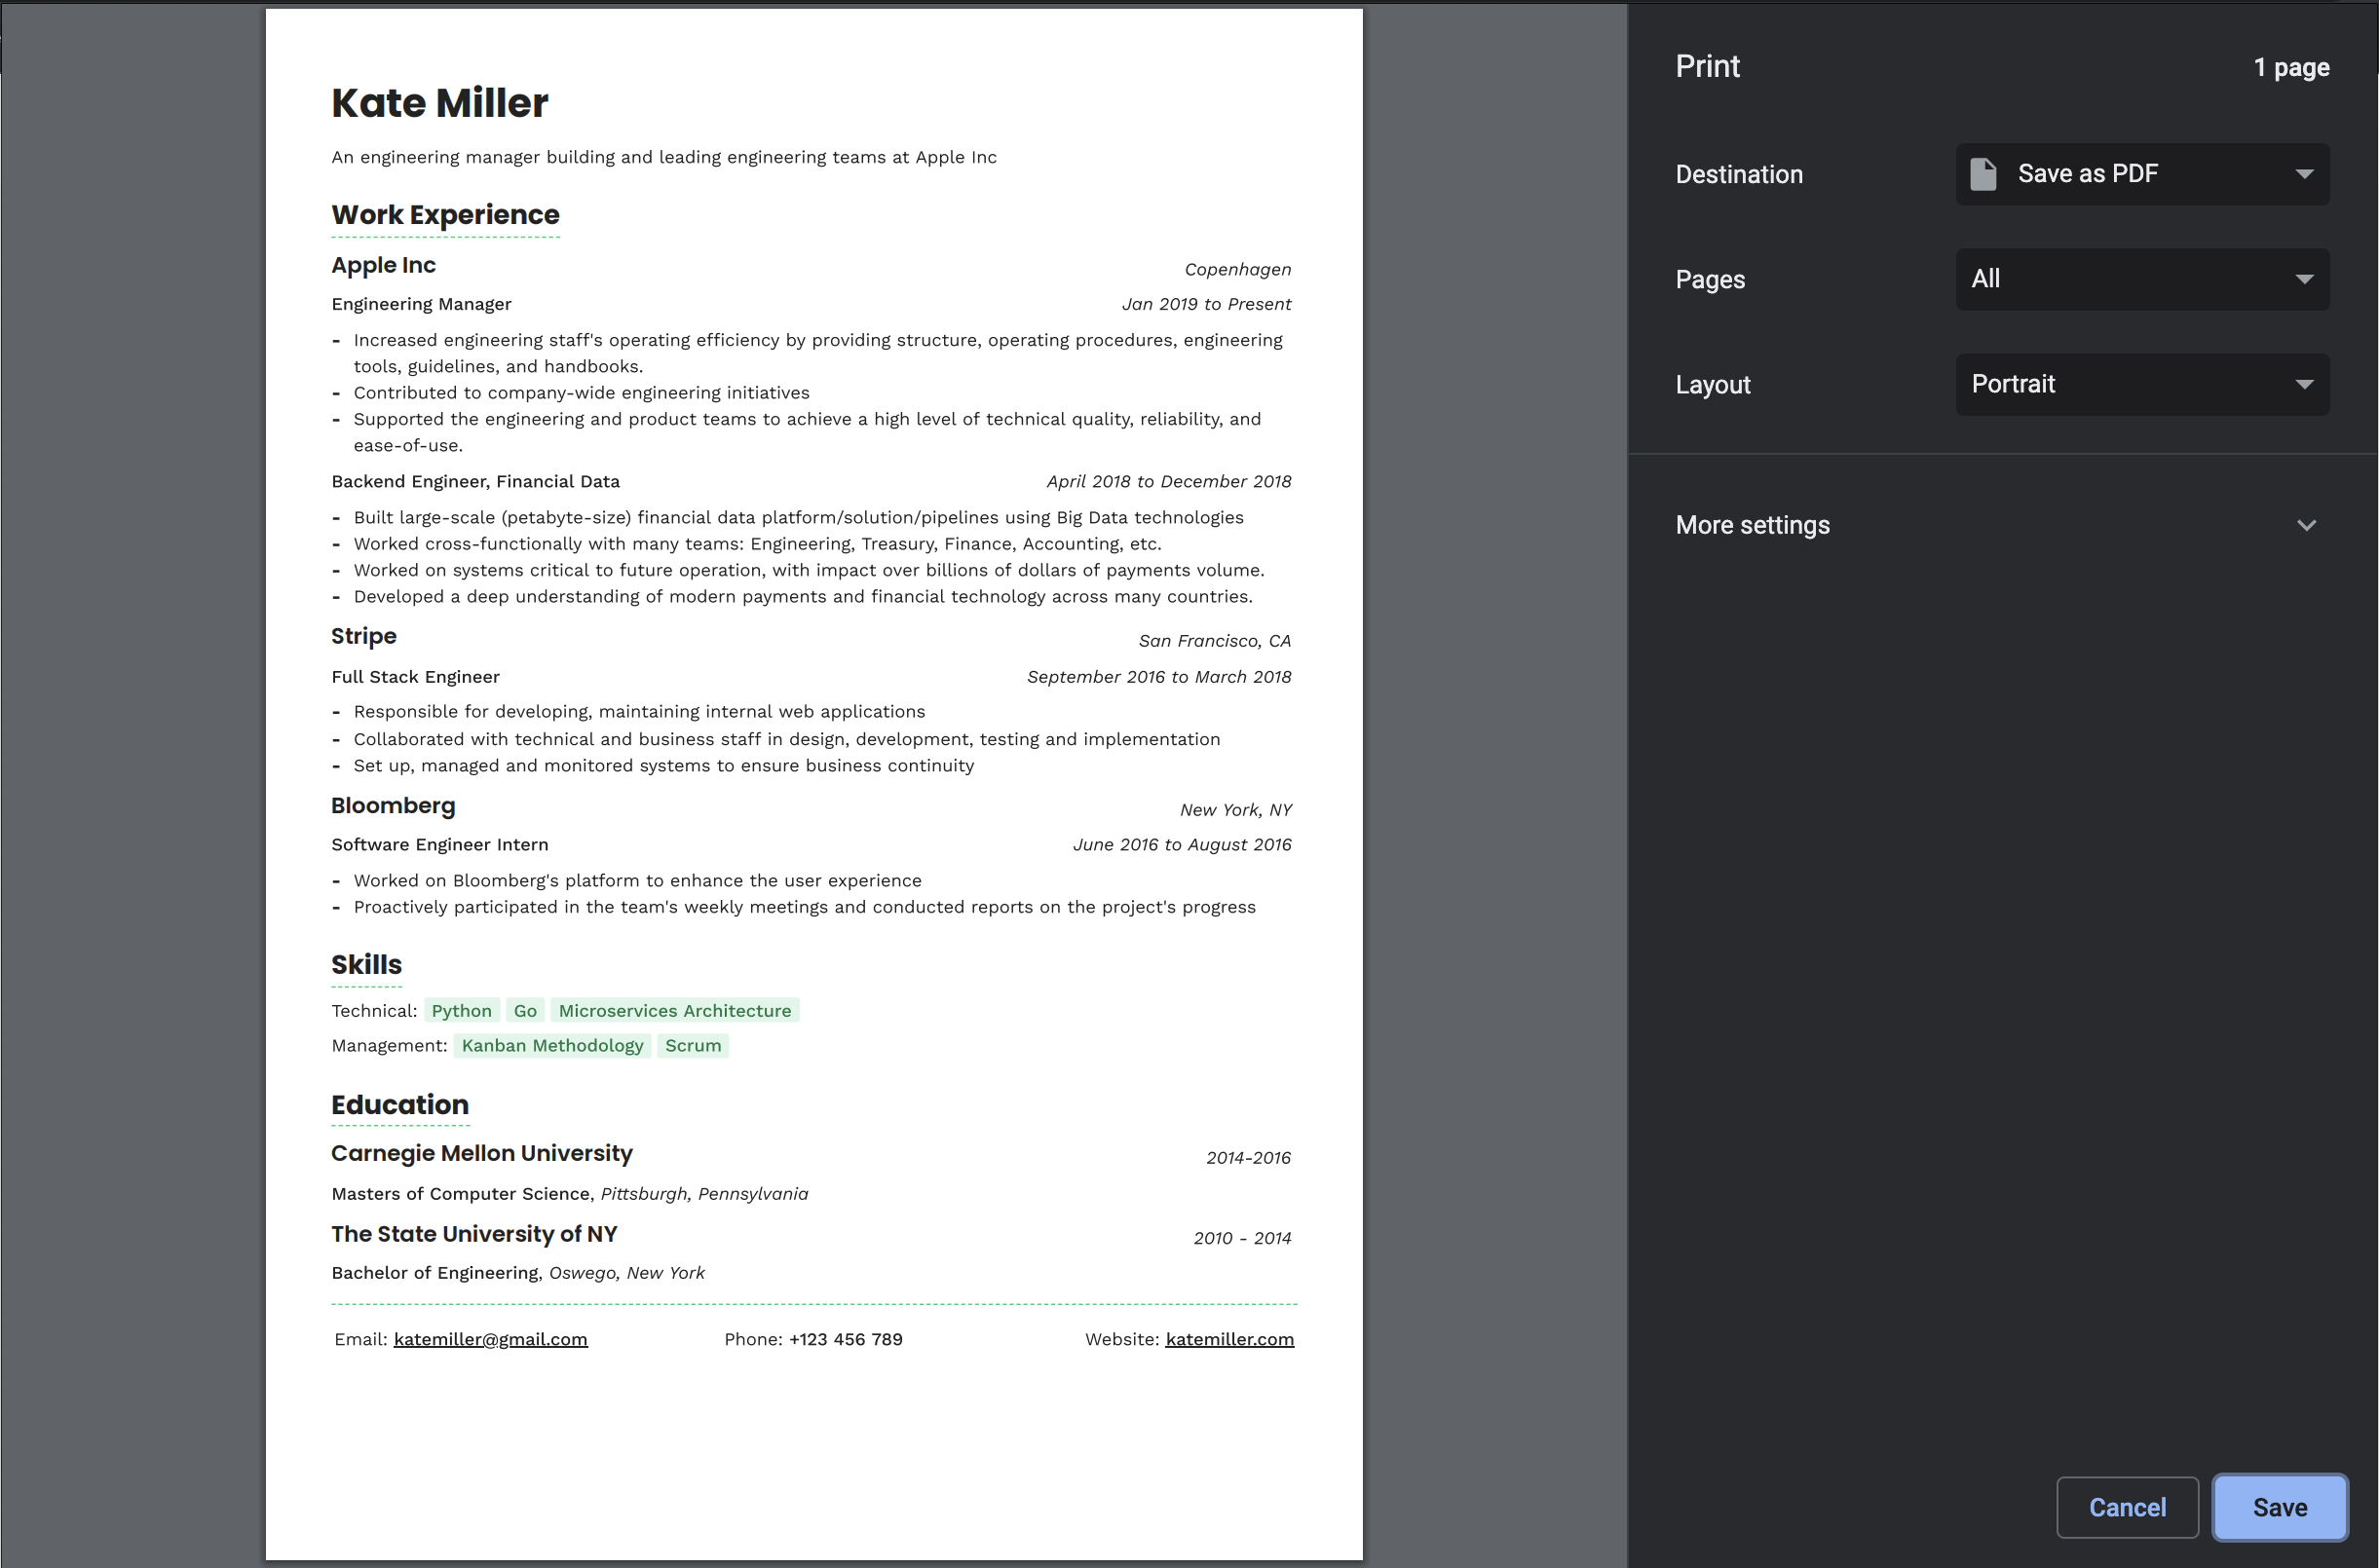 Kate Miller
An engineering manager building and leading engineering teams at Apple Inc
Work Experience
Apple Inc
Copenhagen
Engineering Manager
Jan 2019 to Present
- Increased engineering staff's operating efficiency by providing structure, operating procedures, engineering
tools, guidelines, and handbooks.
- Contributed to company-wide engineering initiatives
- Supported the engineering and product teams to achieve a high level of technical quality, reliability, and
ease-of-use.
Backend Engineer, Financial Data
April 2018 to December 2018
- Built large-scale (petabyte-size) financial data platform/solution/pipelines using Big Data technologies
- Worked cross-functionally with many teams: Engineering, Treasury, Finance, Accounting, etc.
- Worked on systems critical to future operation, with impact over billions of dollars of payments volume.
- Developed a deep understanding of modern payments and financial technology across many countries.
Stripe
San Francisco, CA
Full Stack Engineer
September 2016 to March 2018
- Responsible for developing, maintaining internal web applications
- Collaborated with technical and business staff in design, development, testing and implementation
- Set up, managed and monitored systems to ensure business continuity
Bloomberg
New York, NY
Software Engineer Intern
June 2016 to August 2016
- Worked on Bloomberg's platform to enhance the user experience
- Proactively participated in the team's weekly meetings and conducted reports on the project's progress
Skills
Technical: Python Go Microservices Architecture
Management: Kanban Methodology Scrum
Education
Carnegie Mellon University
2014-2016
Masters of Computer Science, Pittsburgh, Pennsylvania
The State University of NY
2010 - 2014
Bachelor of Engineering, Oswego, New York
Email: katemiller@gmail.com
Phone: +123 456 789
Website: katemiller.com
Print
1 page
Destination
Save as PDF
Pages
All
Layout
Portrait
More settings
Cancel
Save